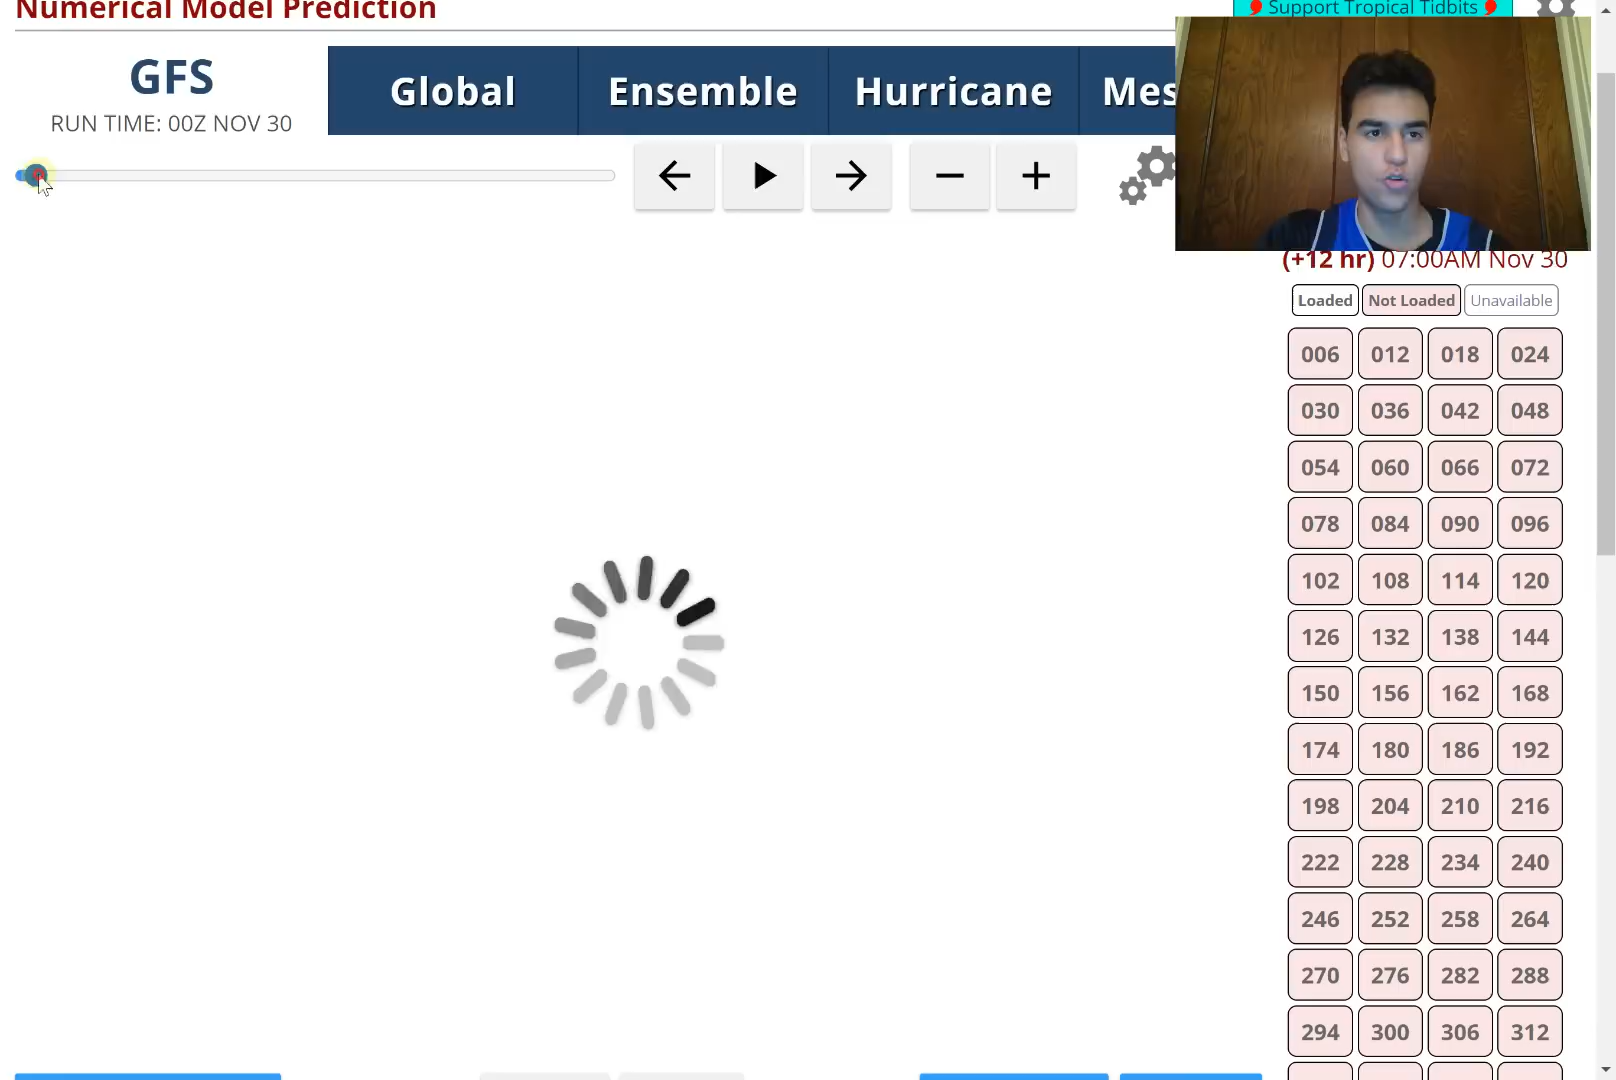 Numerical Model Prediction
Support Tropical Tidbits
GFS
RUN TIME: 00Z NOV 30
Global
Ensemble
Hurricane
Mes
(+12 hr) 07:00AM Nov 30
Loaded
Not Loaded
Unavailable
006 012 018 024
030 036 042 048
054 060 066 072
078 084 090 096
102 108 114 120
126 132 138 144
150 156 162 168
174 180 186 192
198 204 210 216
222 228 234 240
246 252 258 264
270 276 282 288
294 300 306 312